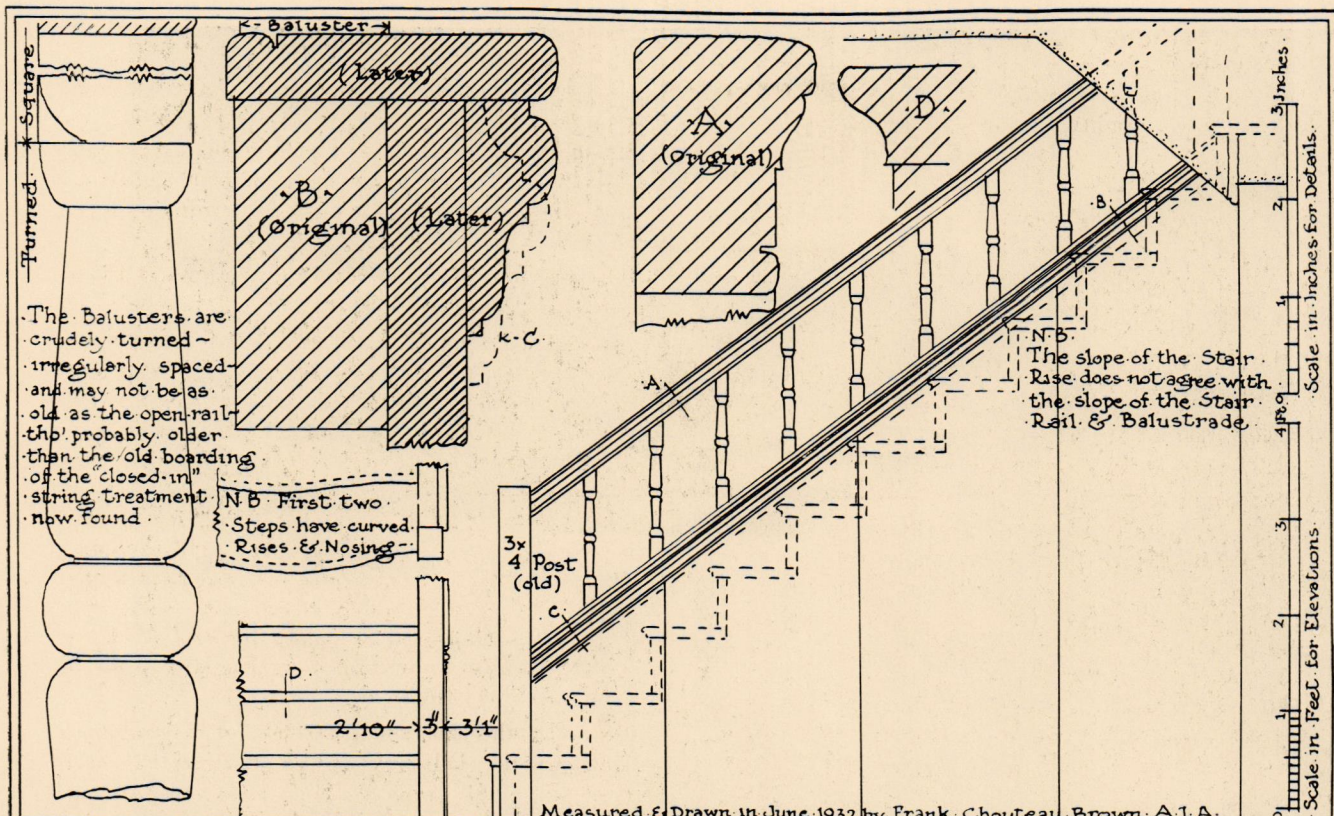 Baluster
(Later)
Square
Turned
B
(Original)
(Later)
C
A
(Original)
D
The Balusters are
crudely turned ~
irregularly spaced
and may not be as
old as the open rail
tho' probably older
than the old boarding
of the "closed-in"
string treatment
now found
N·B· First two
Steps have curved
Rises & Nosing
3x
4 Post
(old)
A
B
C
D
2'10" 3" 3'1"
N·B·
The slope of the Stair
Rise does not agree with
the slope of the Stair
Rail & Balustrade
3 Inches
2
1
0
Scale in Inches for Details
4 Ft.
3
2
1
0
Scale in Feet for Elevations
Measured & Drawn in June 1932 by Frank Chouteau Brown A.I.A.